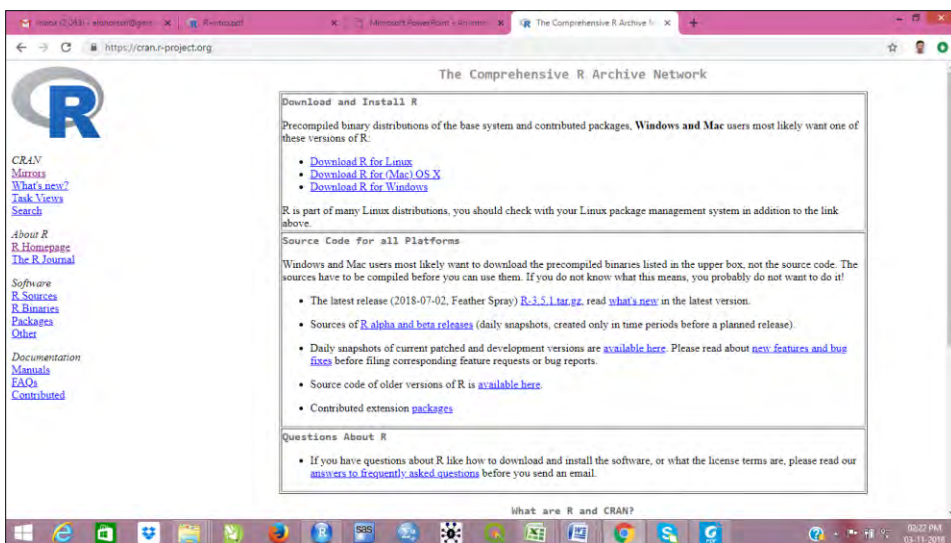 R-intro.pdf
Microsoft PowerPoint - An intro
The Comprehensive R Archive N
https://cran.r-project.org
R
CRAN
Mirrors
What's new?
Task Views
Search
About R
R Homepage
The R Journal
Software
R Sources
R Binaries
Packages
Other
Documentation
Manuals
FAQs
Contributed
The Comprehensive R Archive Network
Download and Install R
Precompiled binary distributions of the base system and contributed packages, Windows and Mac users most likely want one of
these versions of R:
• Download R for Linux
• Download R for (Mac) OS X
• Download R for Windows
R is part of many Linux distributions, you should check with your Linux package management system in addition to the link
above.
Source Code for all Platforms
Windows and Mac users most likely want to download the precompiled binaries listed in the upper box, not the source code. The
sources have to be compiled before you can use them. If you do not know what this means, you probably do not want to do it!
• The latest release (2018-07-02, Feather Spray) R-3.5.1.tar.gz, read what's new in the latest version.
• Sources of R alpha and beta releases (daily snapshots, created only in time periods before a planned release).
• Daily snapshots of current patched and development versions are available here. Please read about new features and bug
fixes before filing corresponding feature requests or bug reports.
• Source code of older versions of R is available here.
• Contributed extension packages
Questions About R
• If you have questions about R like how to download and install the software, or what the license terms are, please read our
answers to frequently asked questions before you send an email.
What are R and CRAN?
SAS
02:22 PM
03-11-2018